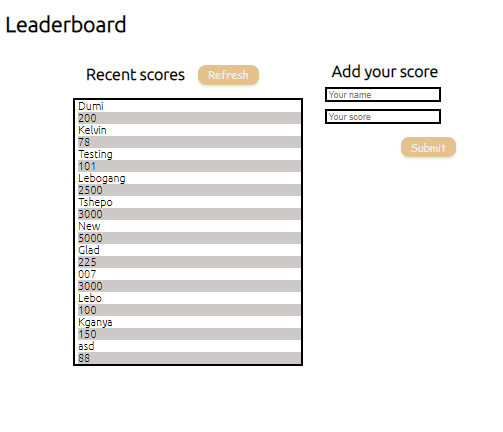 Leaderboard
Recent scores
Refresh
Dumi
200
Kelvin
78
Testing
101
Lebogang
2500
Tshepo
3000
New
5000
Glad
225
007
3000
Lebo
100
Kganya
150
asd
88
Add your score
Your name
Your score
Submit